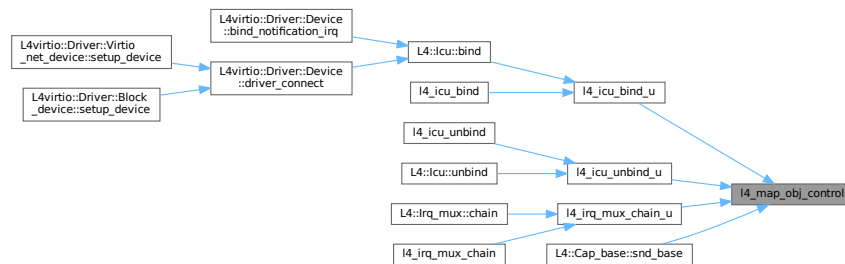 L4virtio::Driver::Device
::bind_notification_irq
L4virtio::Driver::Virtio
_net_device::setup_device
L4::Icu::bind
L4virtio::Driver::Device
::driver_connect
L4virtio::Driver::Block
_device::setup_device
l4_icu_bind
l4_icu_bind_u
l4_icu_unbind
L4::Icu::unbind
l4_icu_unbind_u
l4_map_obj_control
L4::Irq_mux::chain
l4_irq_mux_chain_u
l4_irq_mux_chain
L4::Cap_base::snd_base